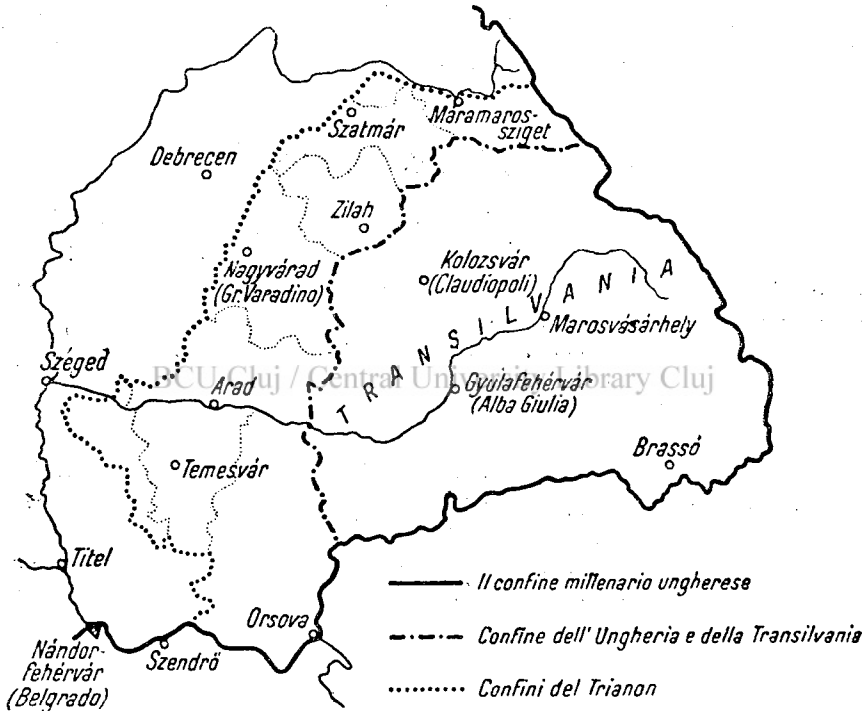 Máramaros-
sziget
Szatmár
Debrecen
Zilah
Nagyvárad
(Gr. Varadino)
Kolozsvár
(Claudiopoli)
TRANSILVANIA
Marosvásárhely
Széged
BCU Cluj / Central University Library Cluj
Arad
Gyulafehérvár
(Alba Giulia)
Brassó
Temesvár
Titel
Il confine millenario ungherese
Orsova
Confine dell' Ungheria e della Transilvania
Nándor-
fehérvár
(Belgrado)
Szendrő
Confini del Trianon